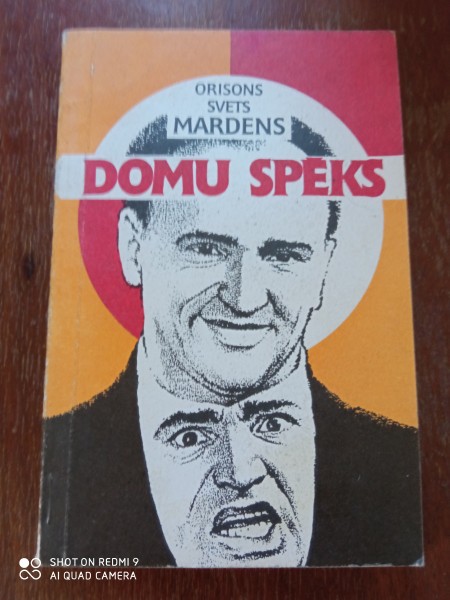 ORISONS
SVETS
MARDENS
DOMU SPĒKS
SHOT ON REDMI 9
AI QUAD CAMERA